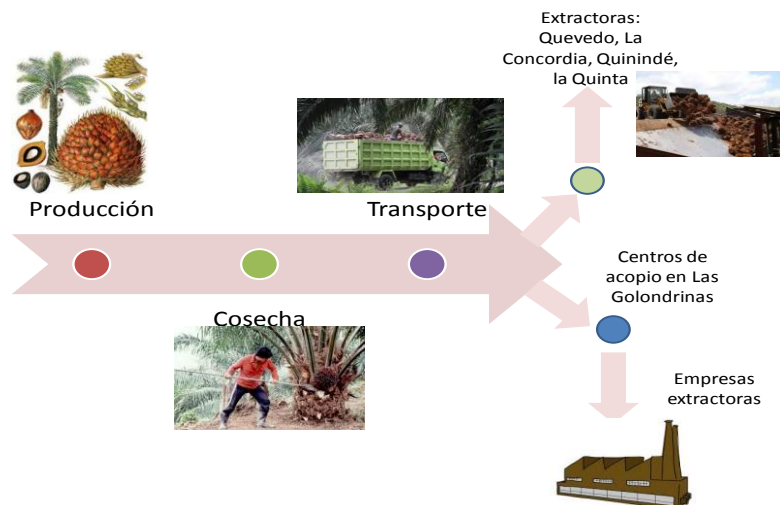 Extractoras:
Quevedo, La
Concordia, Quinindé,
la Quinta
Producción
Transporte
Cosecha
Centros de
acopio en Las
Golondrinas
Empresas
extractoras